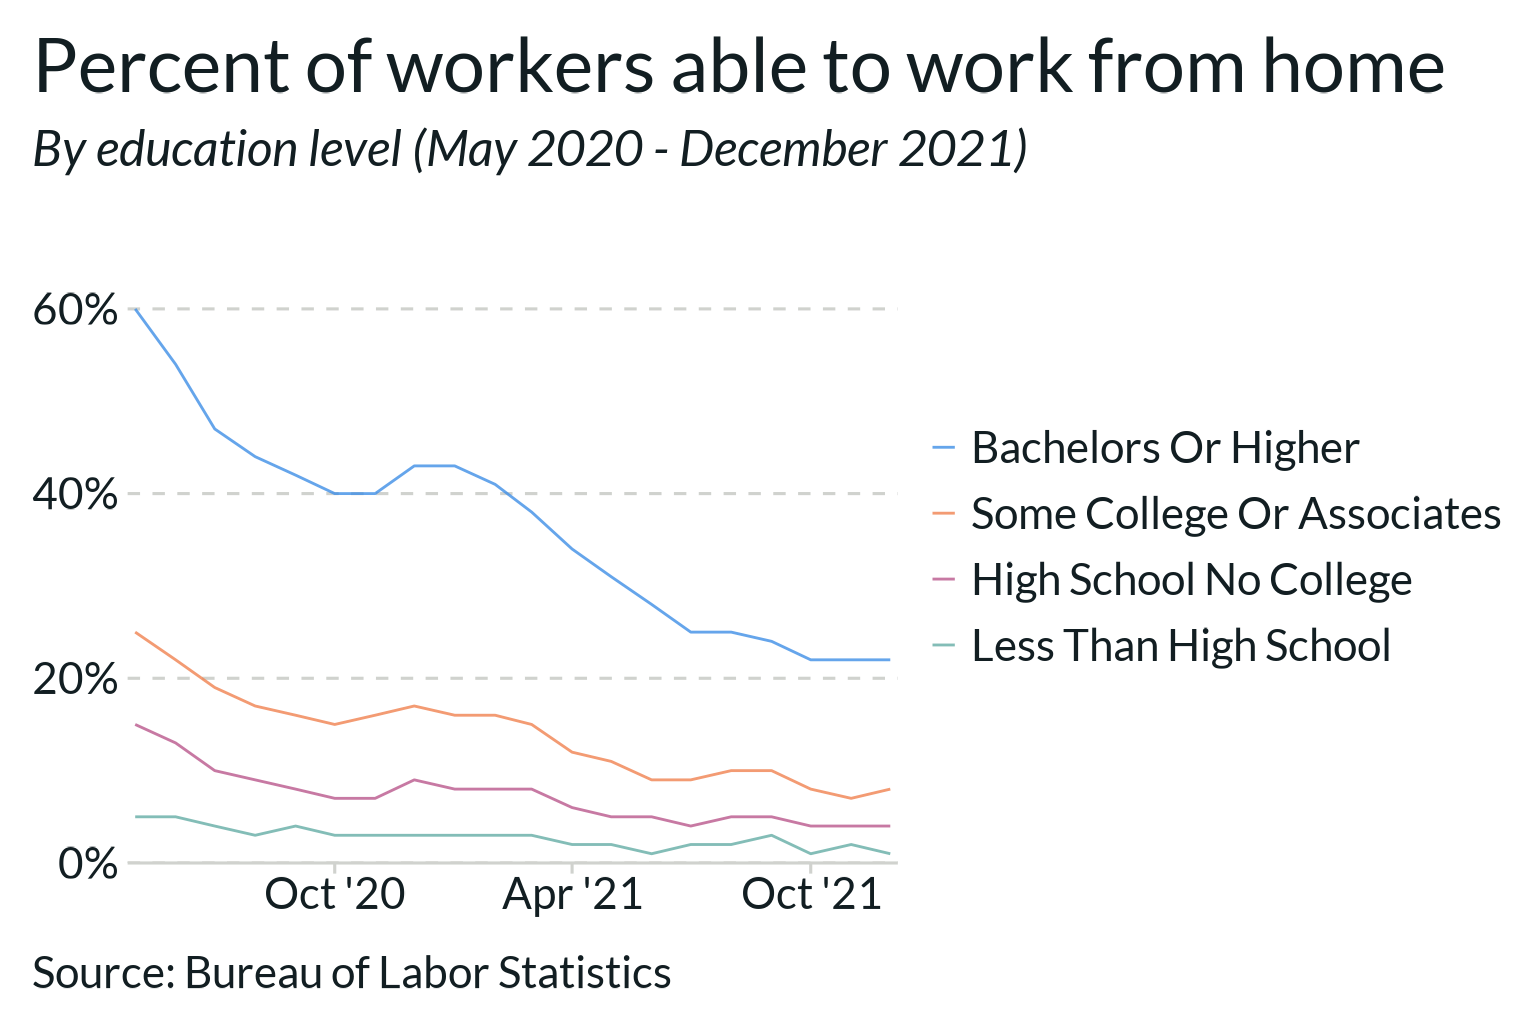 Percent of workers able to work from home
By education level (May 2020 - December 2021)
60%
40%
20%
0%
Oct '20
Apr '21
Oct '21
Bachelors Or Higher
Some College Or Associates
High School No College
Less Than High School
Source: Bureau of Labor Statistics